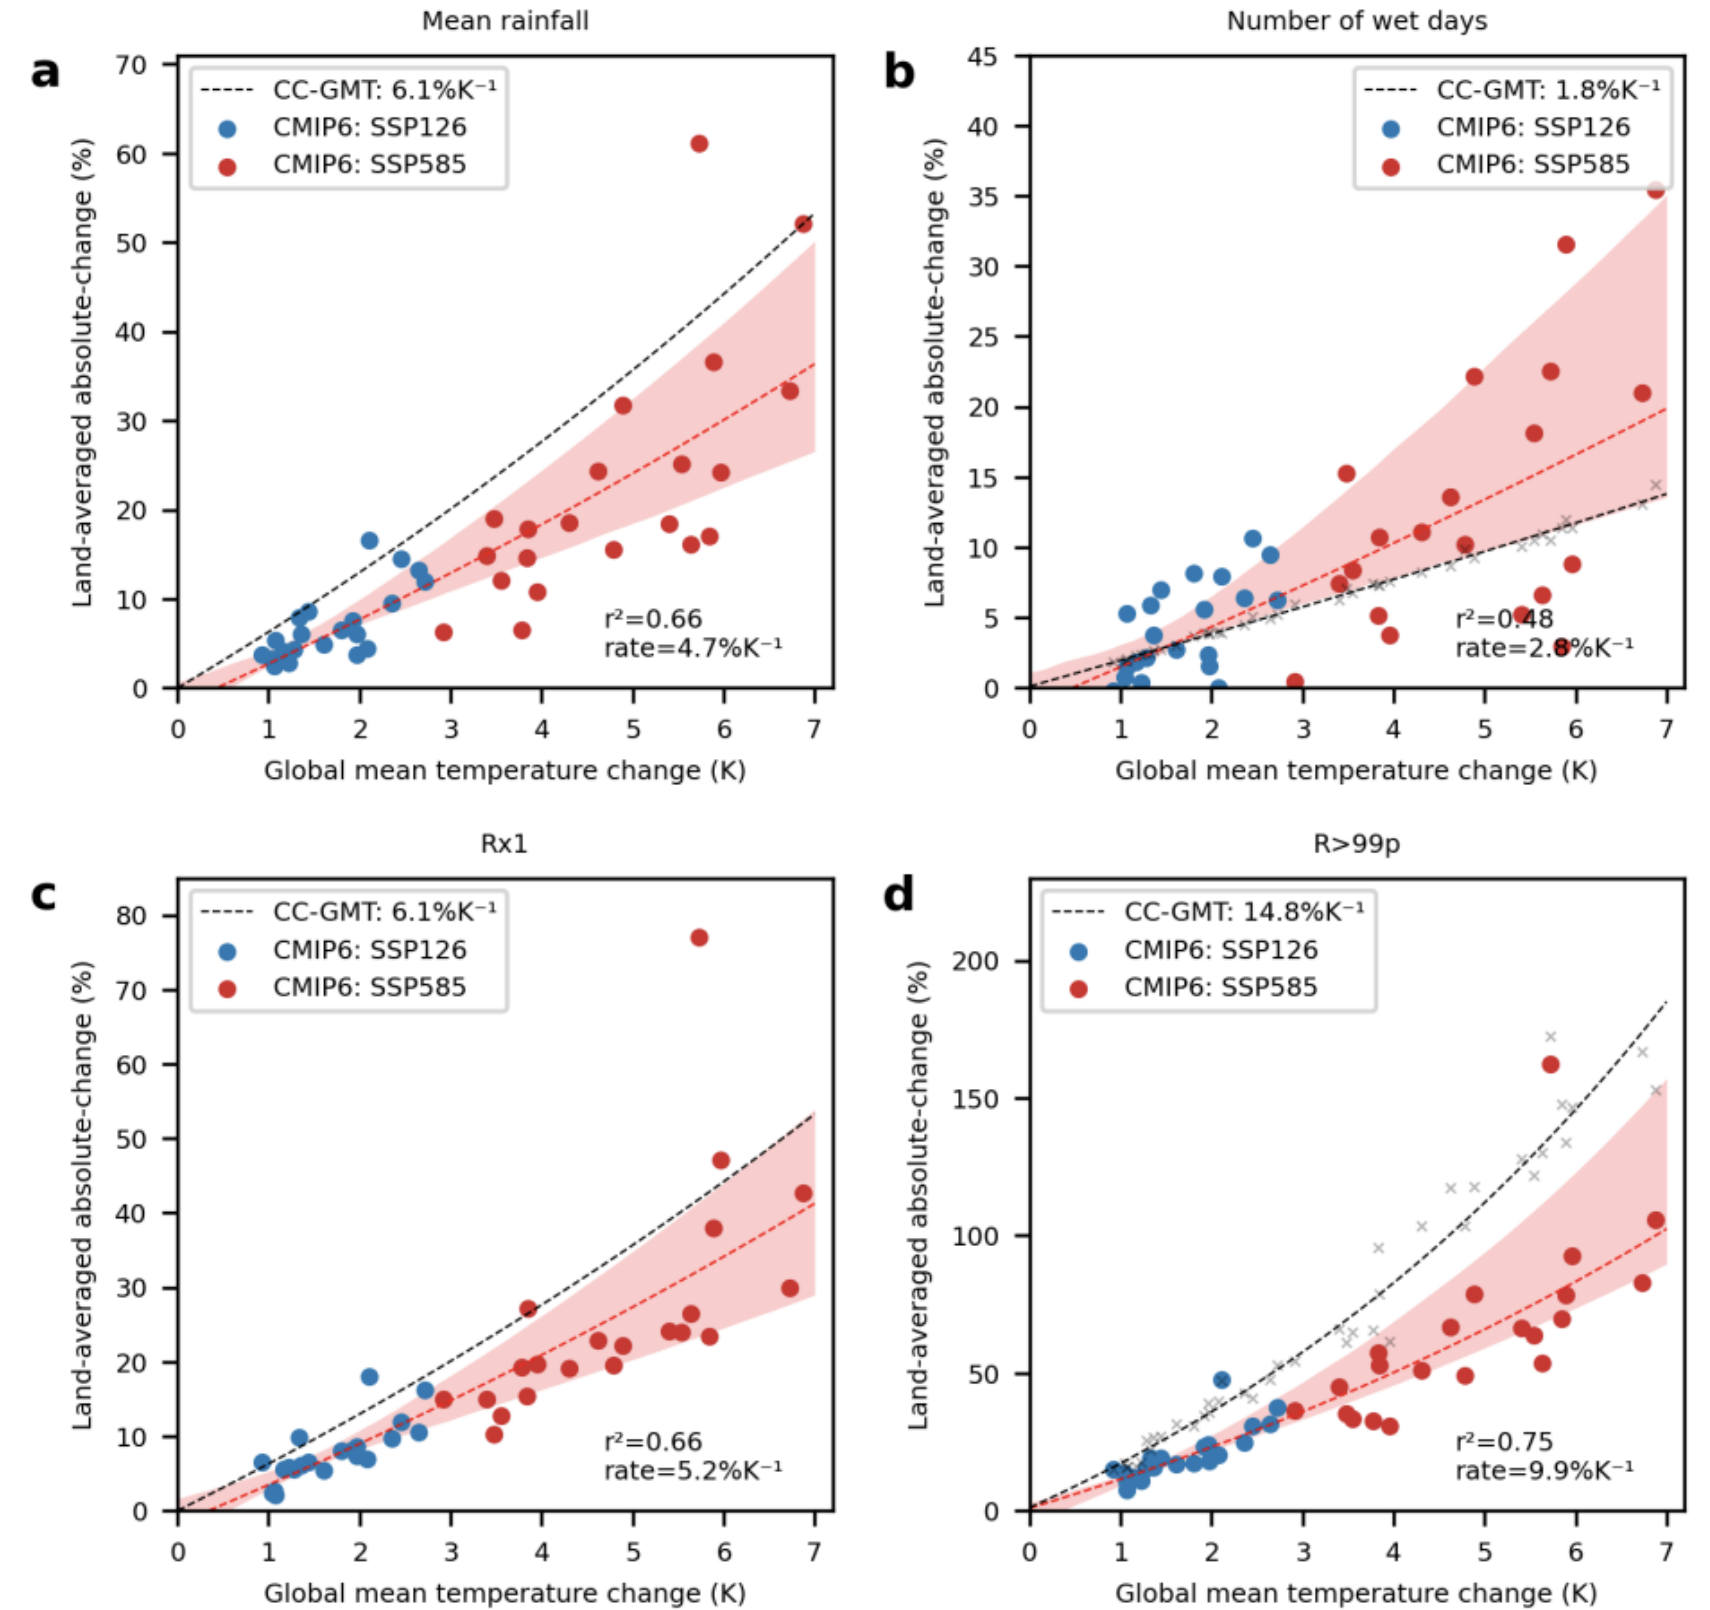 Mean rainfall
a
CC-GMT: 6.1%K⁻¹
CMIP6: SSP126
CMIP6: SSP585
Land-averaged absolute-change (%)
70
60
50
40
30
20
10
0
r²=0.66
rate=4.7%K⁻¹
0 1 2 3 4 5 6 7
Global mean temperature change (K)
Number of wet days
b
CC-GMT: 1.8%K⁻¹
CMIP6: SSP126
CMIP6: SSP585
Land-averaged absolute-change (%)
45
40
35
30
25
20
15
10
5
0
r²=0.48
rate=2.8%K⁻¹
0 1 2 3 4 5 6 7
Global mean temperature change (K)
Rx1
c
CC-GMT: 6.1%K⁻¹
CMIP6: SSP126
CMIP6: SSP585
Land-averaged absolute-change (%)
80
70
60
50
40
30
20
10
0
r²=0.66
rate=5.2%K⁻¹
0 1 2 3 4 5 6 7
Global mean temperature change (K)
R>99p
d
CC-GMT: 14.8%K⁻¹
CMIP6: SSP126
CMIP6: SSP585
Land-averaged absolute-change (%)
200
150
100
50
0
r²=0.75
rate=9.9%K⁻¹
0 1 2 3 4 5 6 7
Global mean temperature change (K)